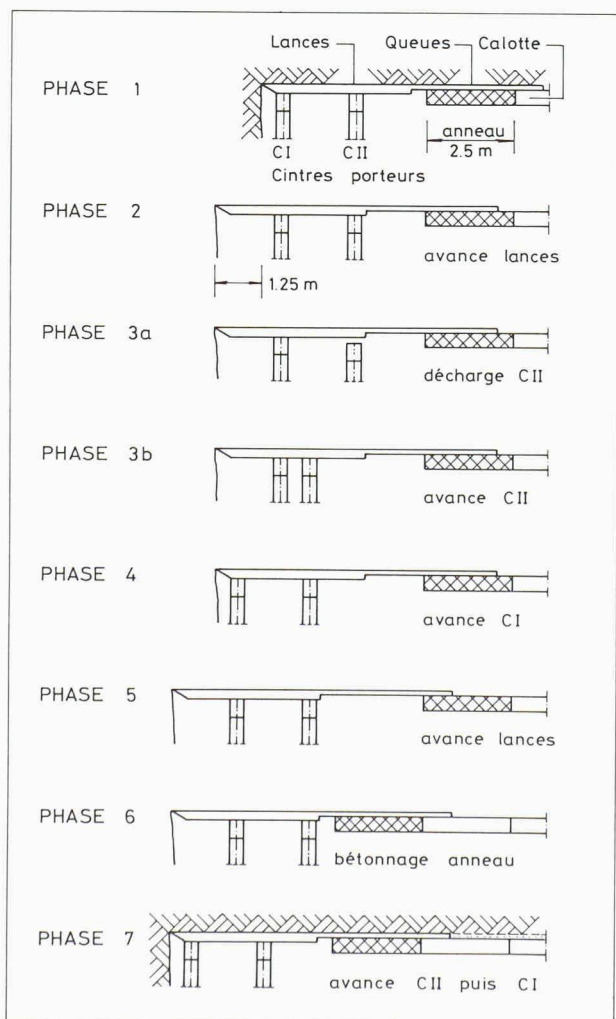 Lances Queues Calotte
PHASE 1
anneau
2.5 m
CI CII
Cintres porteurs
PHASE 2
avance lances
1.25 m
PHASE 3a
décharge CII
PHASE 3b
avance CII
PHASE 4
avance CI
PHASE 5
avance lances
PHASE 6
bétonnage anneau
PHASE 7
avance CII puis CI